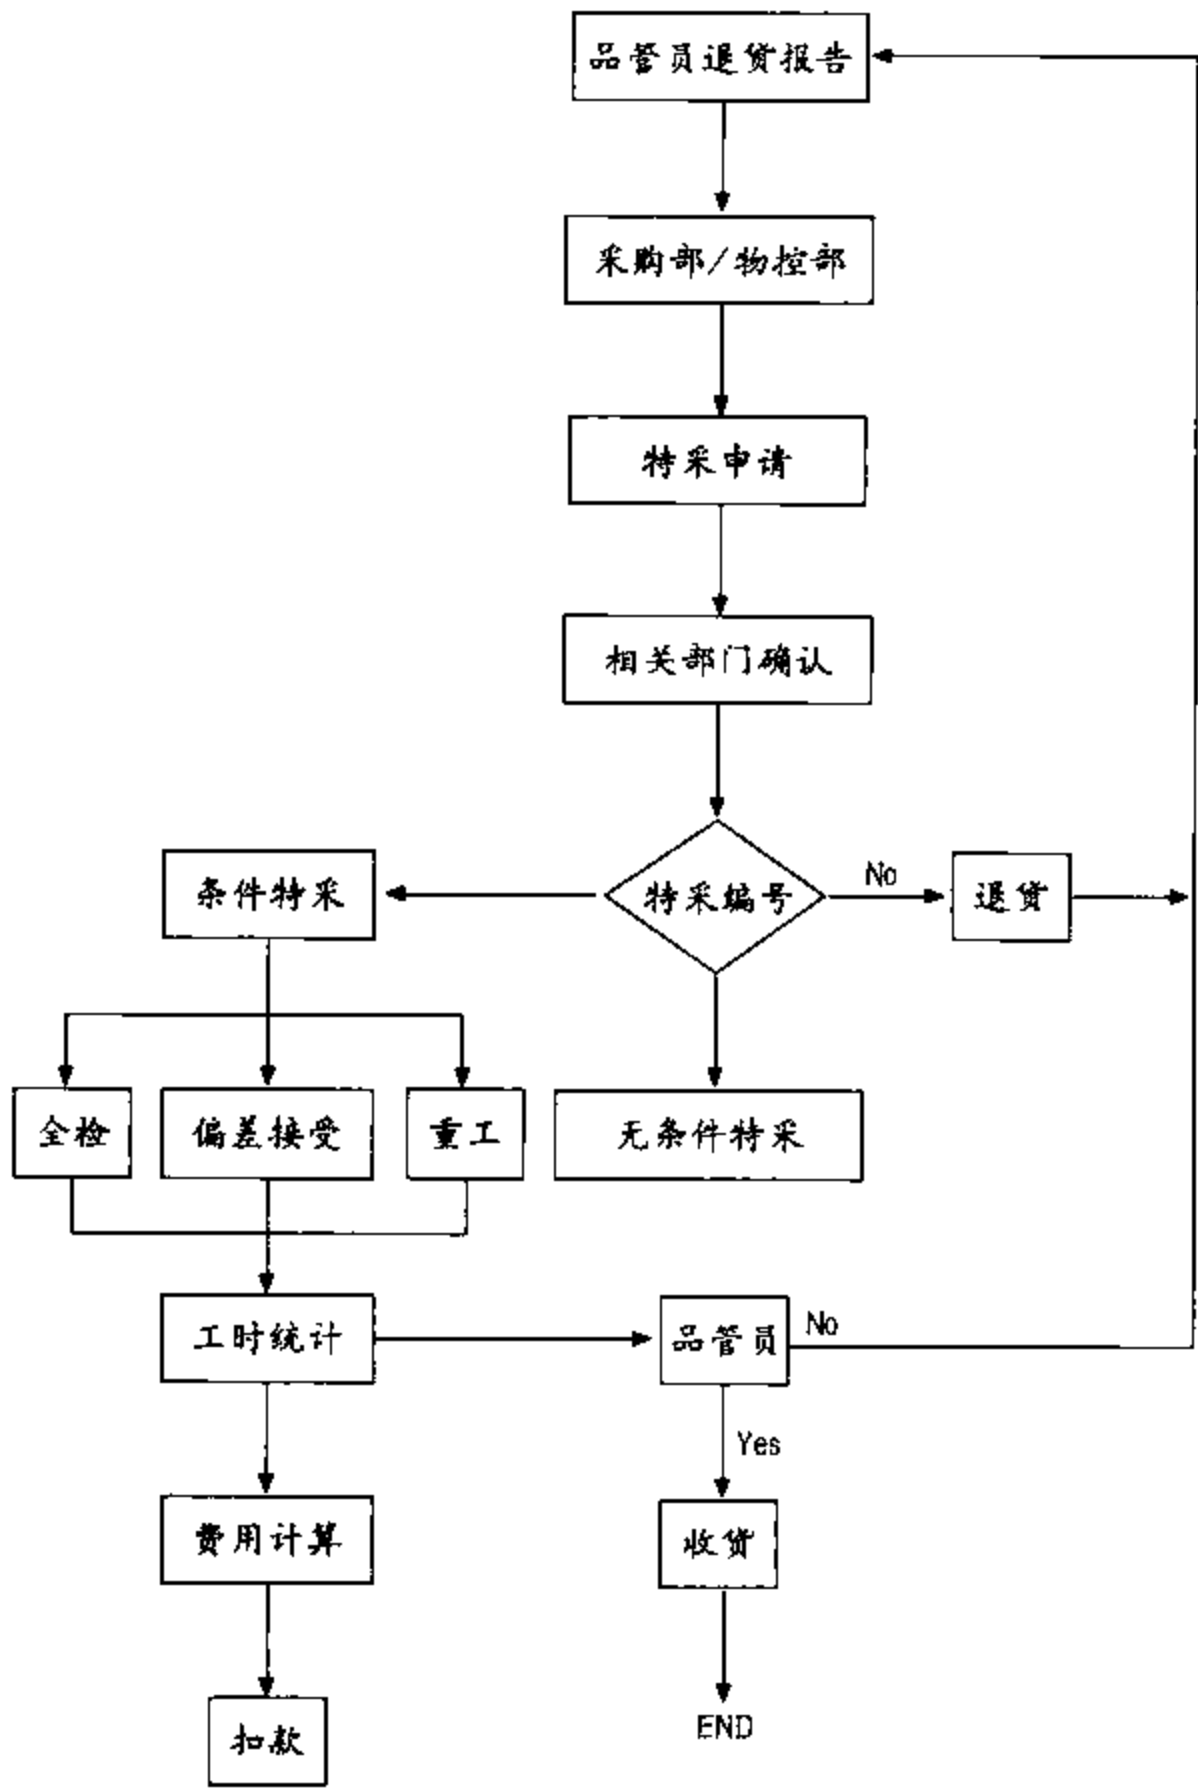 品管员退货报告
采购部/物控部
特采申请
相关部门确认
条件特采
特采编号
No
退货
全检
偏差接受
重工
无条件特采
工时统计
品管员
No
Yes
费用计算
收货
扣款
END